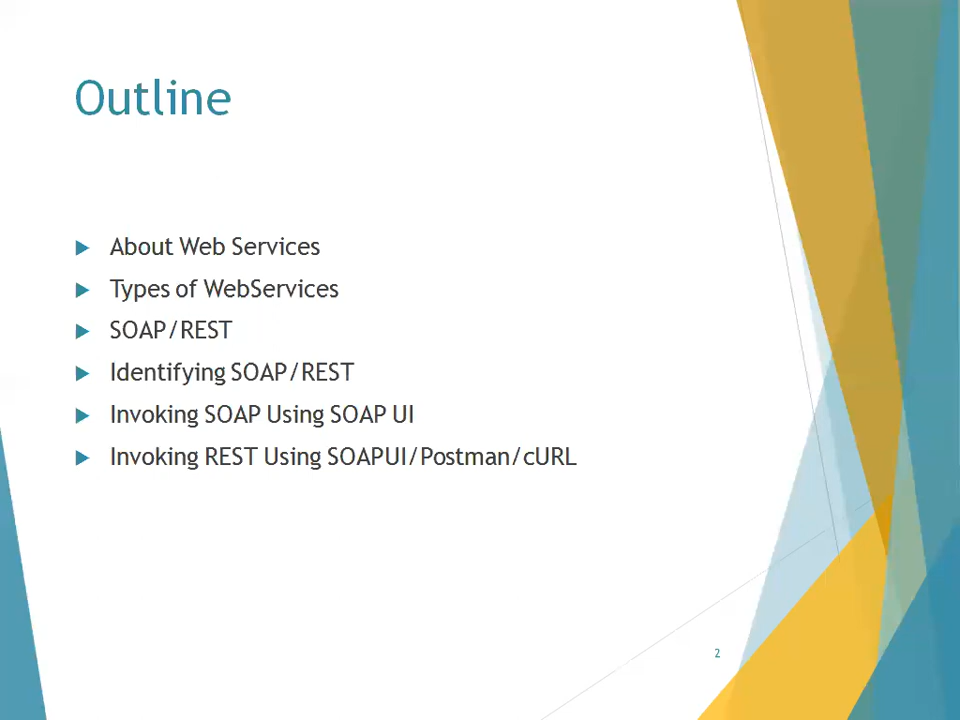 Outline
About Web Services
Types of WebServices
SOAP/REST
Identifying SOAP/REST
Invoking SOAP Using SOAP UI
Invoking REST Using SOAPUI/Postman/cURL
2